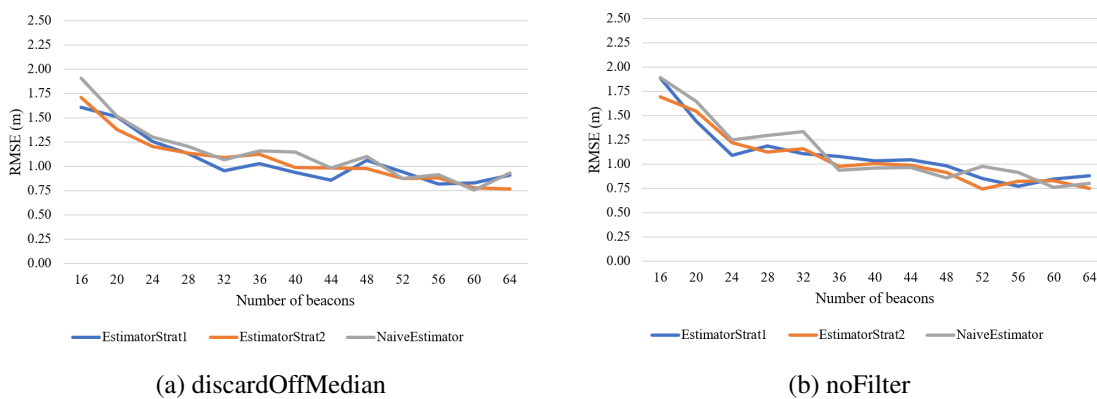 2.50
2.25
2.00
1.75
1.50
1.25
1.00
0.75
0.50
0.25
0.00
RMSE (m)
16 20 24 28 32 36 40 44 48 52 56 60 64
Number of beacons
EstimatorStrat1 EstimatorStrat2 NaiveEstimator
(a) discardOffMedian
2.50
2.25
2.00
1.75
1.50
1.25
1.00
0.75
0.50
0.25
0.00
RMSE (m)
16 20 24 28 32 36 40 44 48 52 56 60 64
Number of beacons
EstimatorStrat1 EstimatorStrat2 NaiveEstimator
(b) noFilter